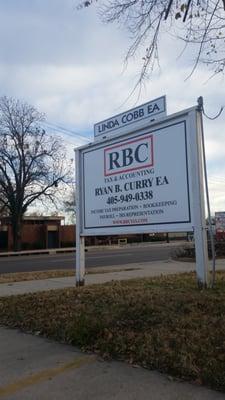 LINDA COBB EA
RBC
TAX & ACCOUNTING
RYAN B. CURRY EA
405-949-0338
INCOME TAX PREPARATION - BOOKKEEPING
PAYROLL - IRS REPRESENTATION